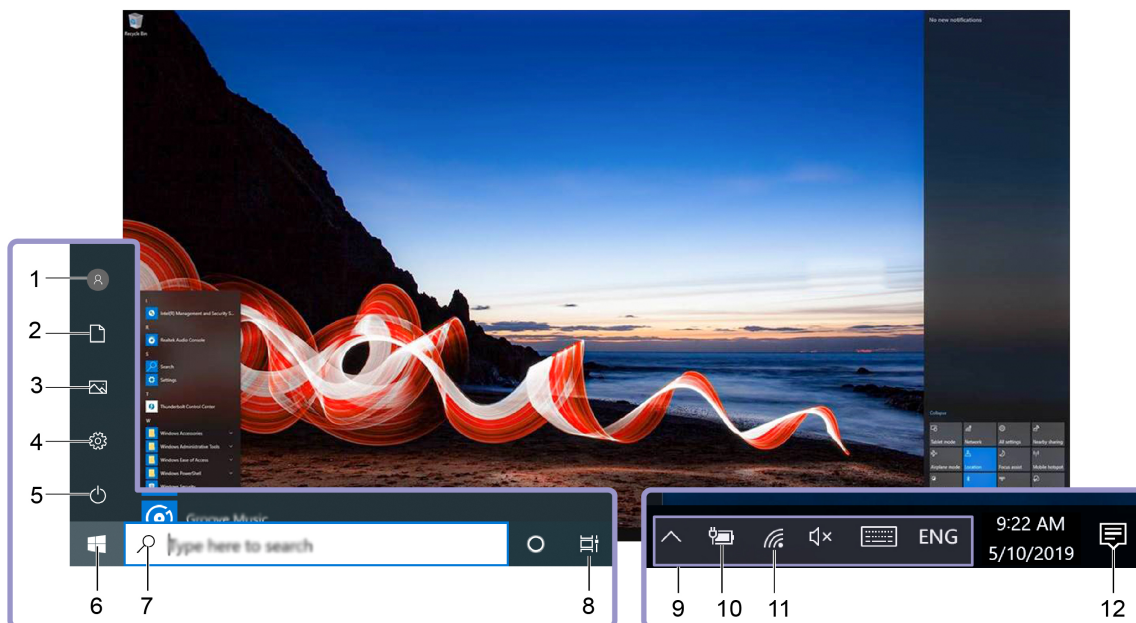 Recycle Bin
No new notifications
I
Intel(R) Management and Security S...
R
Realtek Audio Console
S
Search
Settings
T
Thunderbolt Control Center
W
Windows Accessories
Windows Administrative Tools
Windows Ease of Access
Windows PowerShell
Windows Security
Collapse
Tablet mode
Network
All settings
Nearby sharing
Airplane mode
Location
Focus assist
Mobile hotspot
1
2
3
4
5
Groove Music
Type here to search
6
7
8
ENG
9:22 AM
5/10/2019
9
10
11
12